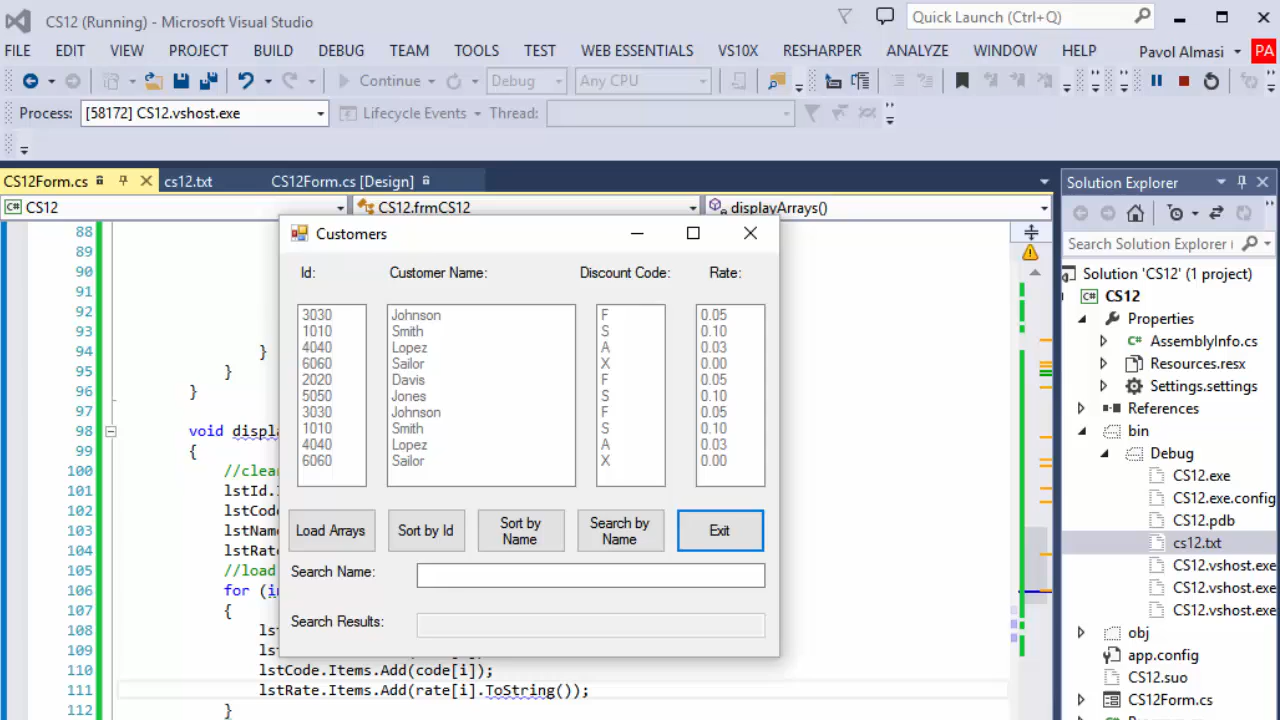 CS12 (Running) - Microsoft Visual Studio
Quick Launch (Ctrl+Q)
FILE EDIT VIEW PROJECT BUILD DEBUG TEAM TOOLS TEST WEB ESSENTIALS VS10X RESHARPER ANALYZE WINDOW HELP Pavol Almasi PA
Continue Debug Any CPU
Process: [58172] CS12.vshost.exe Lifecycle Events Thread:
CS12Form.cs cs12.txt CS12Form.cs [Design]
C# CS12 CS12.frmCS12 displayArrays()
88
89
90
91
92
93
94 }
95 }
96 }
97
98 void displ
99 {
100 //clea
101 lstId.
102 lstCod
103 lstNam
104 lstRat
105 //load
106 for (i
107 {
108 lst
109 lst
110 lstCode.Items.Add(code[i]);
111 lstRate.Items.Add(rate[i].ToString());
112 }
Customers
Id: Customer Name: Discount Code: Rate:
3030 Johnson F 0.05
1010 Smith S 0.10
4040 Lopez A 0.03
6060 Sailor X 0.00
2020 Davis F 0.05
5050 Jones S 0.10
3030 Johnson F 0.05
1010 Smith S 0.10
4040 Lopez A 0.03
6060 Sailor X 0.00
Load Arrays Sort by Id Sort by Name Search by Name Exit
Search Name:
Search Results:
Solution Explorer
Search Solution Explorer (
Solution 'CS12' (1 project)
C# CS12
Properties
AssemblyInfo.cs
Resources.resx
Settings.settings
References
bin
Debug
CS12.exe
CS12.exe.config
CS12.pdb
cs12.txt
CS12.vshost.exe
CS12.vshost.exe
CS12.vshost.exe
obj
app.config
CS12.suo
CS12Form.cs